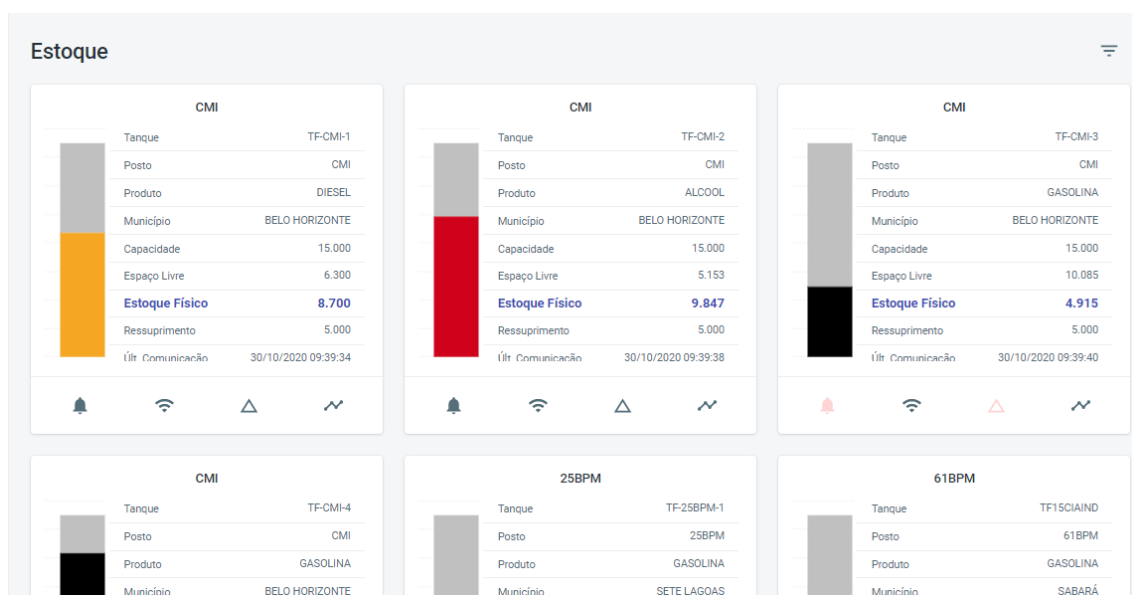 Estoque
CMI
Tanque TF-CMI-1
Posto CMI
Produto DIESEL
Município BELO HORIZONTE
Capacidade 15.000
Espaço Livre 6.300
Estoque Físico 8.700
Ressuprimento 5.000
Últ. Comunicação 30/10/2020 09:39:34
CMI
Tanque TF-CMI-2
Posto CMI
Produto ALCOOL
Município BELO HORIZONTE
Capacidade 15.000
Espaço Livre 5.153
Estoque Físico 9.847
Ressuprimento 5.000
Últ. Comunicação 30/10/2020 09:39:38
CMI
Tanque TF-CMI-3
Posto CMI
Produto GASOLINA
Município BELO HORIZONTE
Capacidade 15.000
Espaço Livre 10.085
Estoque Físico 4.915
Ressuprimento 5.000
Últ. Comunicação 30/10/2020 09:39:40
CMI
Tanque TF-CMI-4
Posto CMI
Produto GASOLINA
Município BELO HORIZONTE
25BPM
Tanque TF-25BPM-1
Posto 25BPM
Produto GASOLINA
Município SETE LAGOAS
61BPM
Tanque TF15CIAIND
Posto 61BPM
Produto GASOLINA
Município SABARÁ